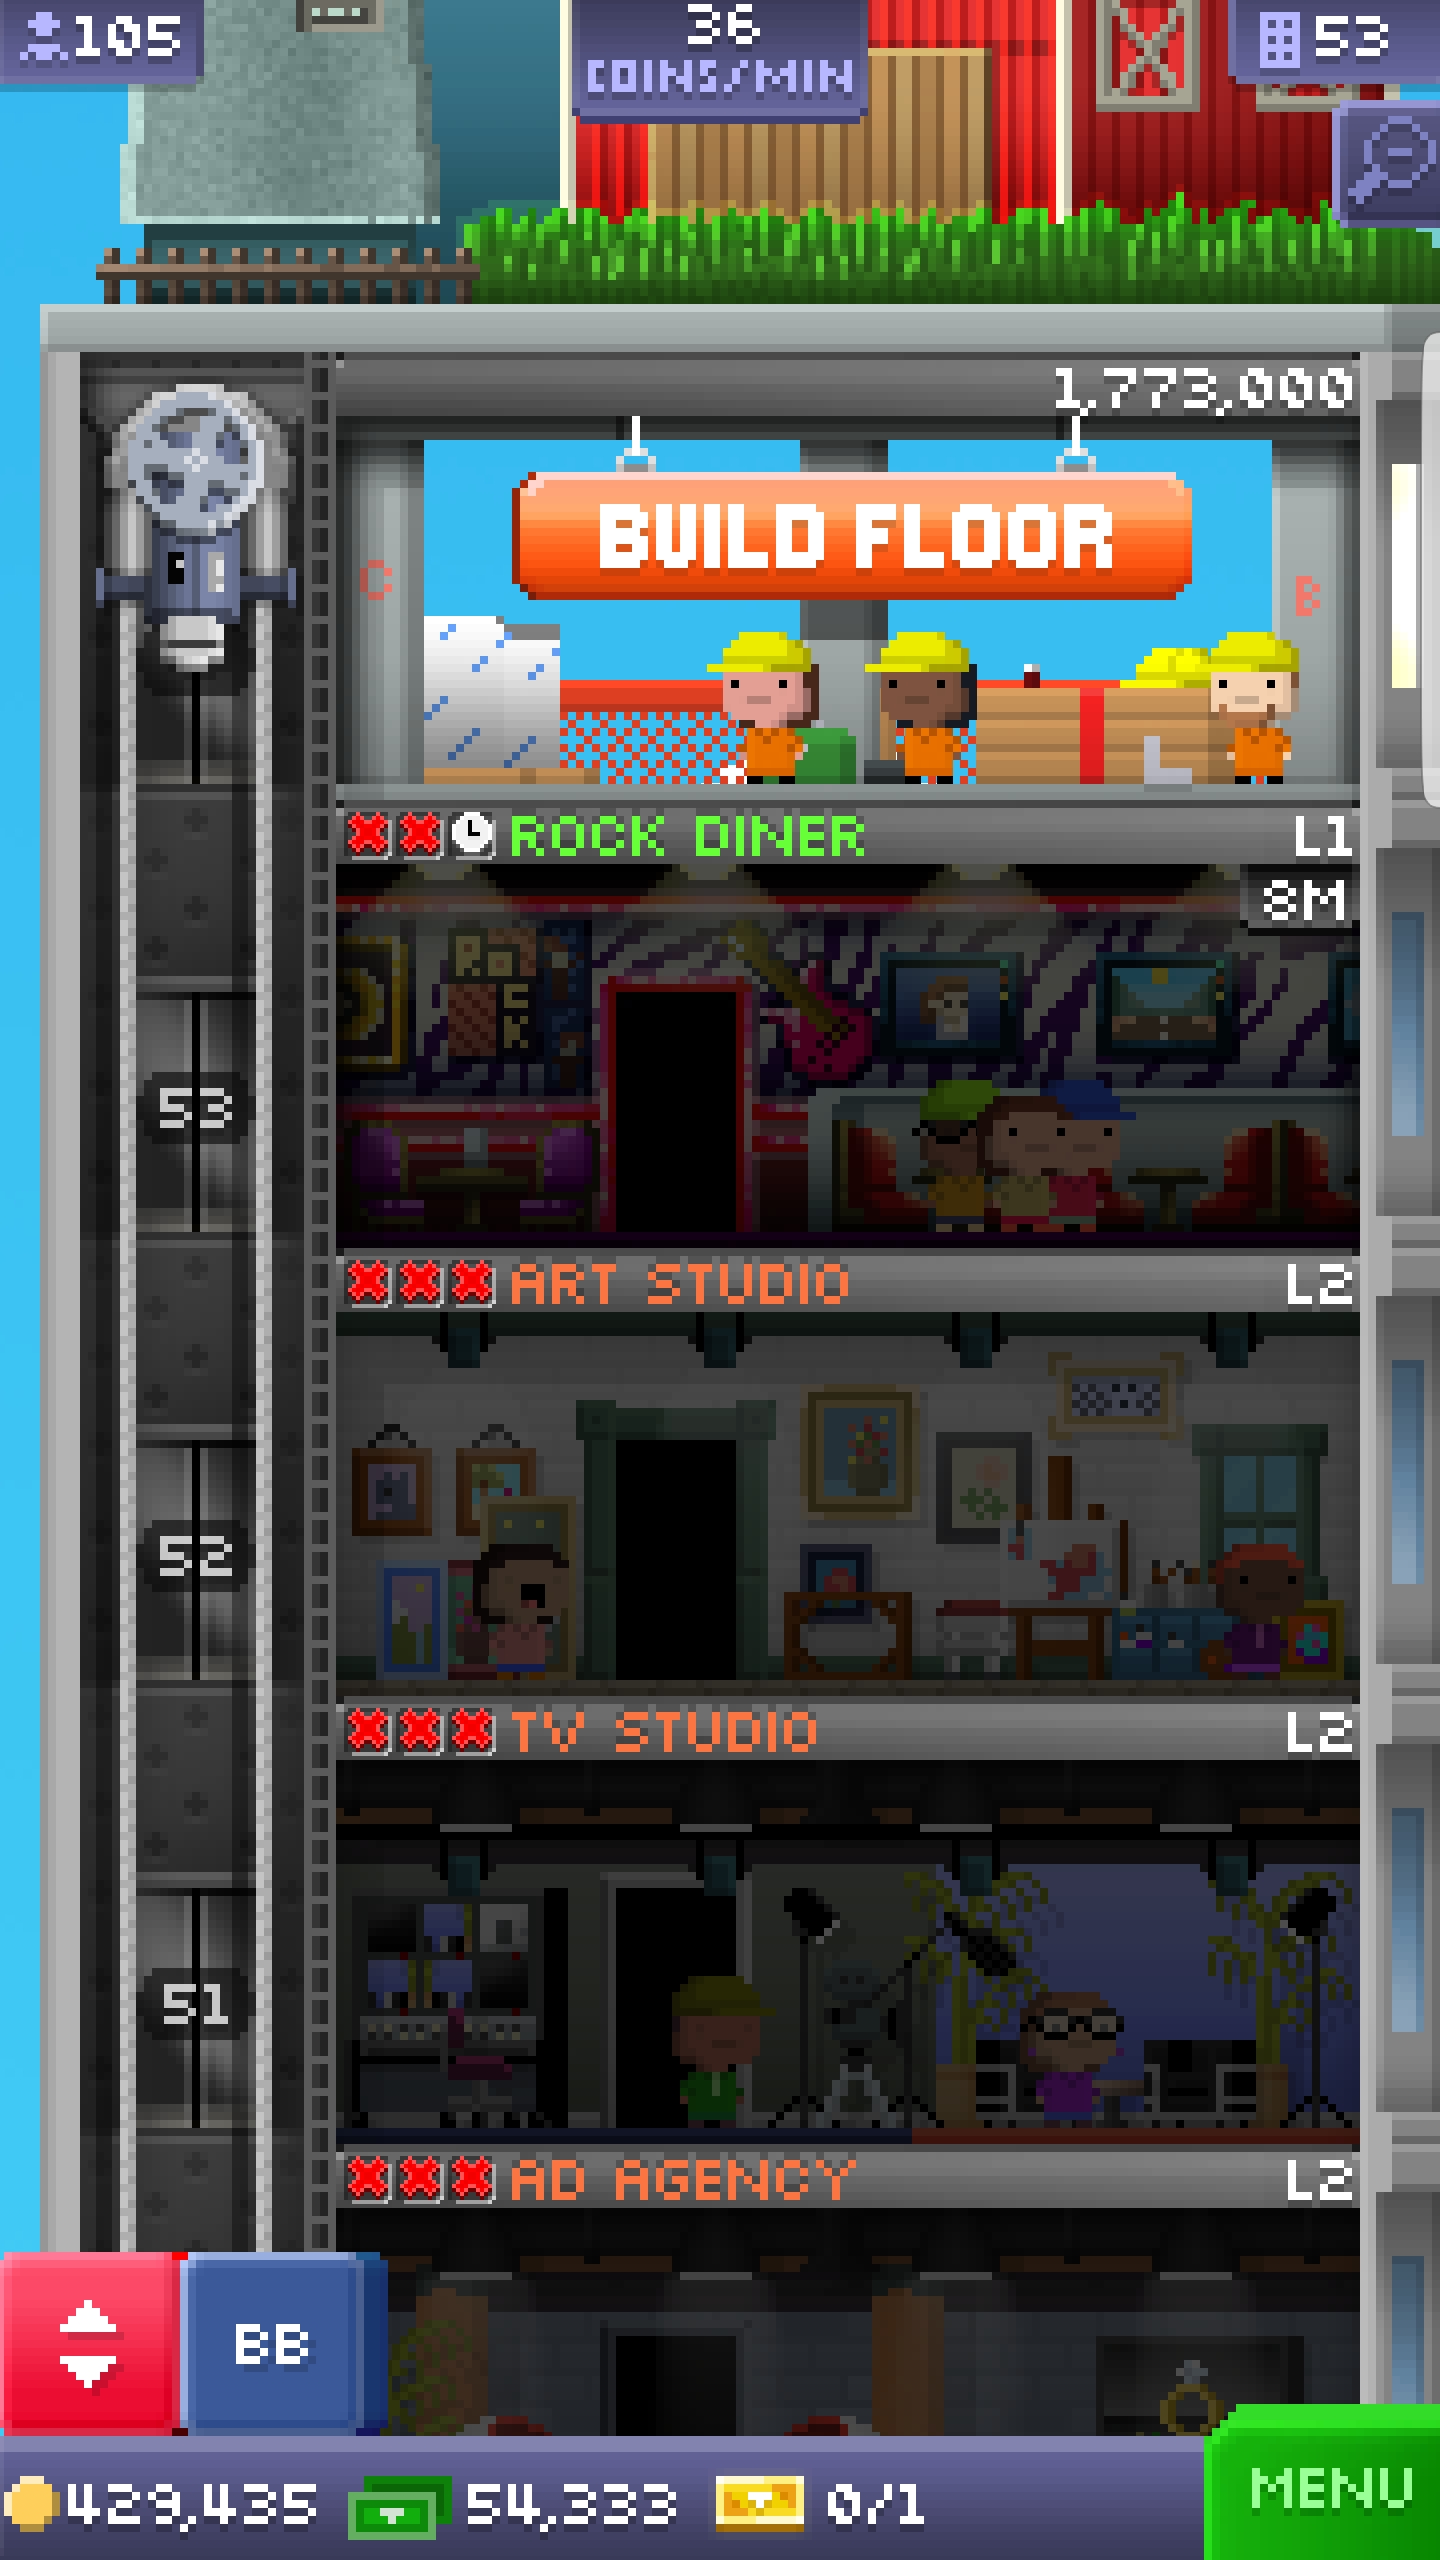 105
36
COINS/MIN
53
1,773,000
BUILD FLOOR
C
B
ROCK DINER
L1
8M
53
ART STUDIO
L2
52
TV STUDIO
L2
51
AD AGENCY
L2
BB
429,435
54,333
0/1
MENU